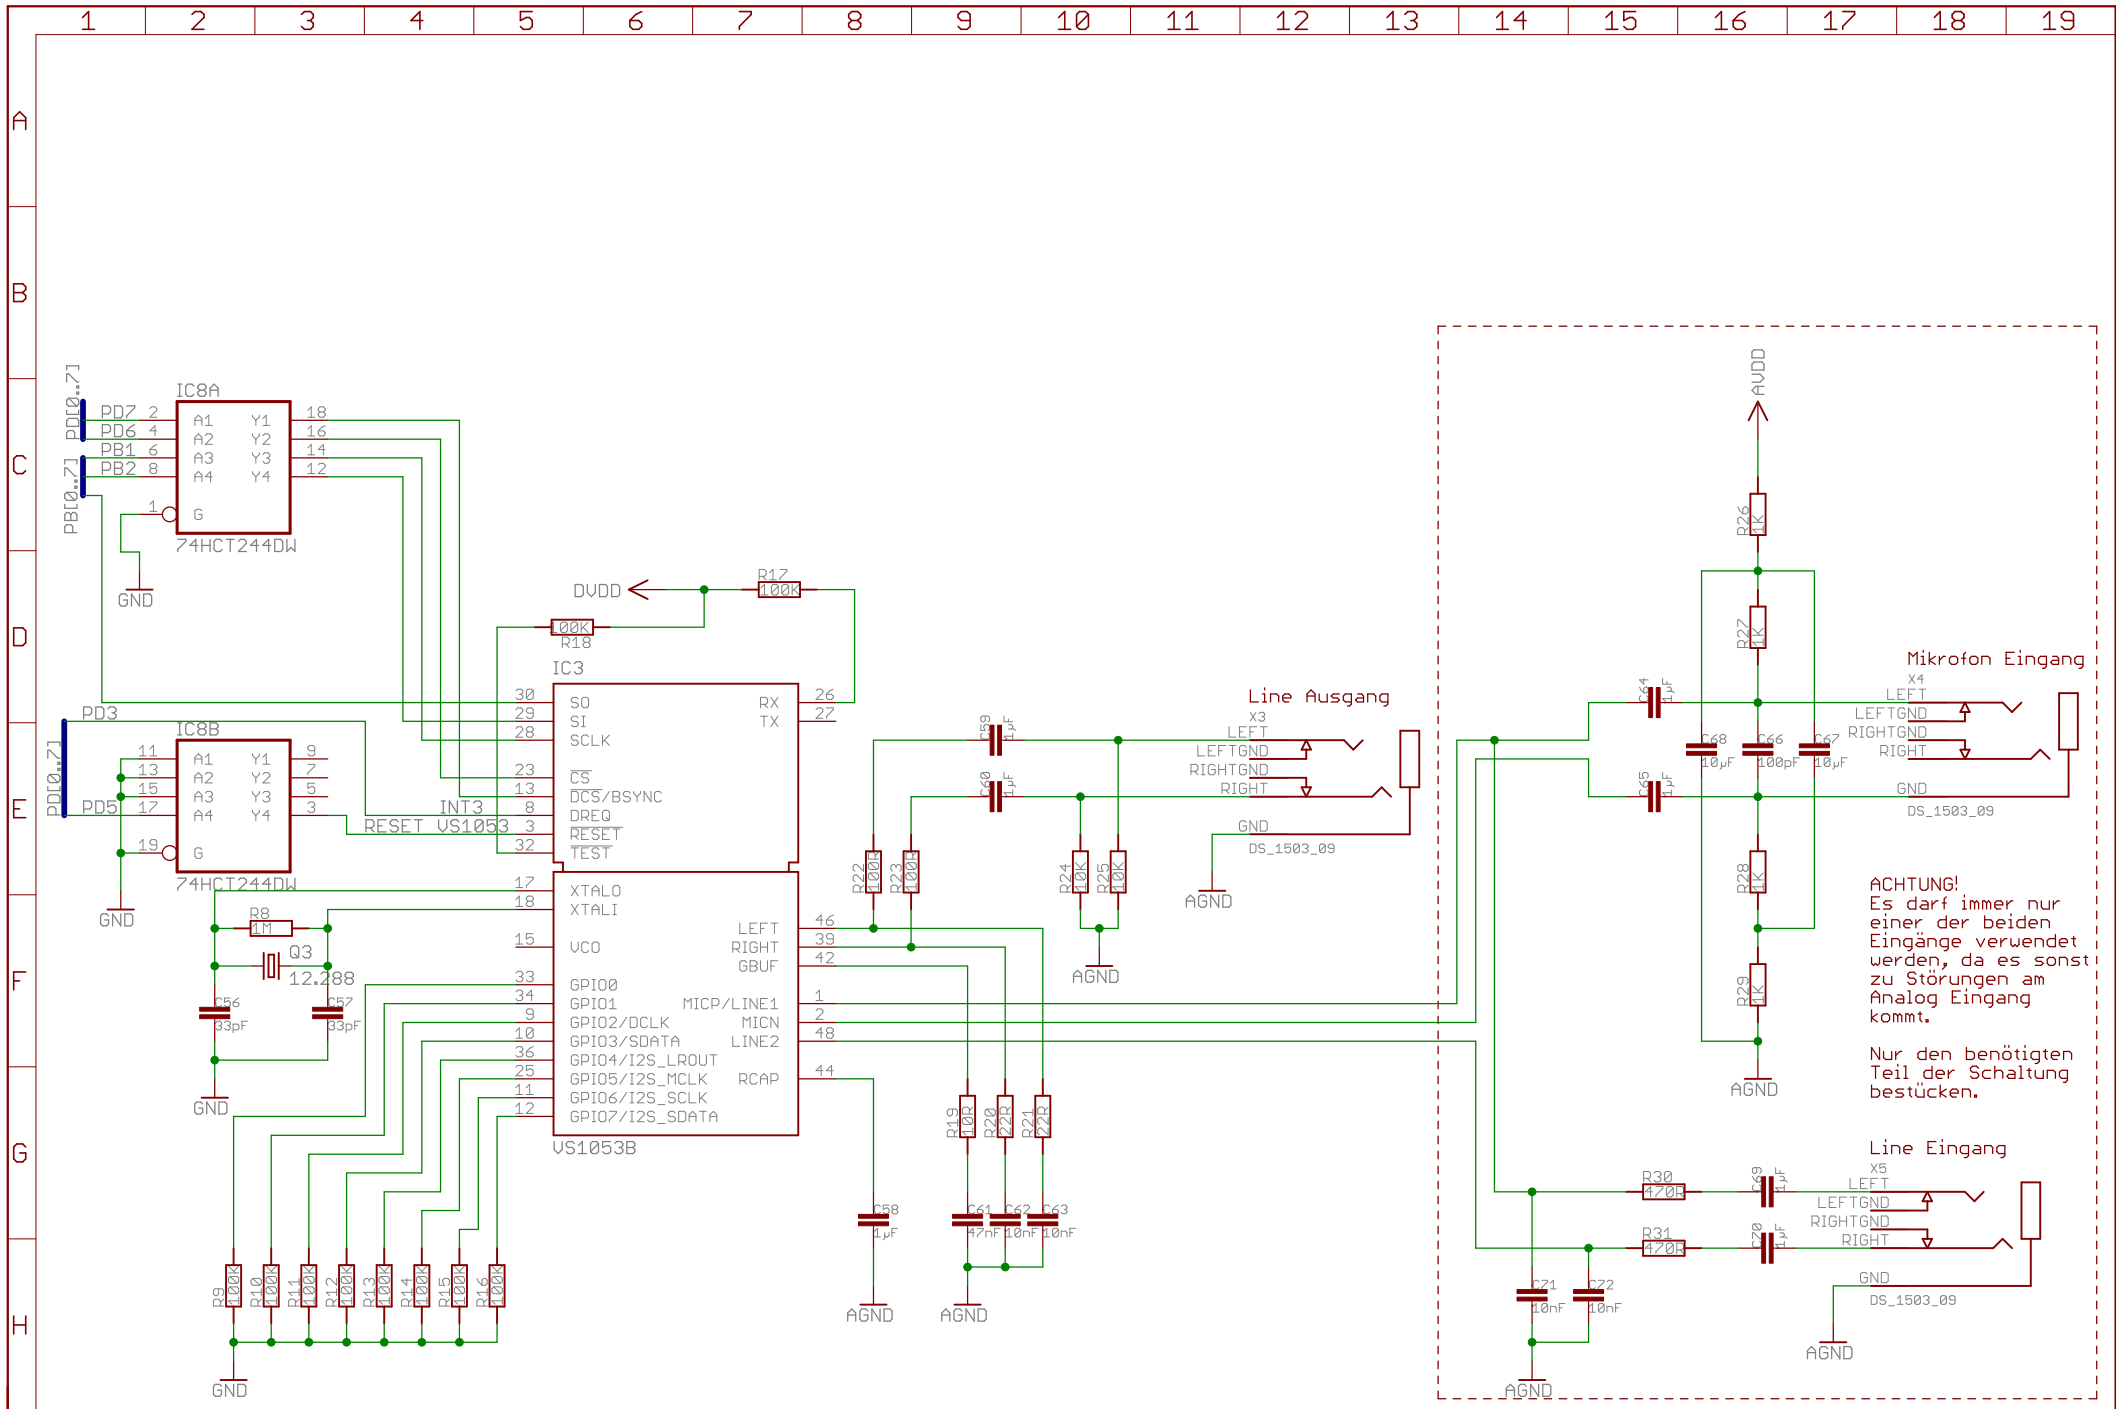 1 2 3 4 5 6 7 8 9 10 11 12 13 14 15 16 17 18 19
A
B
C
D
E
F
G
H
PD[0..7]
PB[0..7]
IC8A
PD7 2 A1 Y1 18
PD6 4 A2 Y2 16
PB1 6 A3 Y3 14
PB2 8 A4 Y4 12
1 G
74HCT244DW
GND
PD3
PD[0..7]
PD5
IC8B
11 A1 Y1 9
13 A2 Y2 7
15 A3 Y3 5
17 A4 Y4 3
19 G
74HCT244DW
GND
INT3
RESET VS1053
DVDD
R17
100K
100K
R18
IC3
30 SO RX 26
29 SI TX 27
28 SCLK
23 CS
13 DCS/BSYNC
8 DREQ
3 RESET
32 TEST
17 XTALO
18 XTALI
LEFT 46
15 VCO RIGHT 39
GBUF 42
33 GPIO0
34 GPIO1 MICP/LINE1 1
9 GPIO2/DCLK MICN 2
10 GPIO3/SDATA LINE2 48
36 GPIO4/I2S_LROUT
25 GPIO5/I2S_MCLK RCAP 44
11 GPIO6/I2S_SCLK
12 GPIO7/I2S_SDATA
VS1053B
R8
1M
Q3
12.288
C56
33pF
C57
33pF
GND
R9 100K
R10 100K
R11 100K
R12 100K
R13 100K
R14 100K
R15 100K
R16 100K
GND
C59 1µF
C60 1µF
R22 100R
R23 100R
R24 10K
R25 10K
AGND
Line Ausgang
X3
LEFT
LEFTGND
RIGHTGND
RIGHT
GND
DS_1503_09
AGND
R19 10R
R20 22R
R21 22R
C58
1µF
C61
47nF
C62
10nF
C63
10nF
AGND
AGND
AVDD
R26 1K
R27 1K
C64 1µF
C65 1µF
C68
10µF
C66
100pF
C67
10µF
R28 1K
R29 1K
AGND
Mikrofon Eingang
X4
LEFT
LEFTGND
RIGHTGND
RIGHT
GND
DS_1503_09
ACHTUNG!
Es darf immer nur
einer der beiden
Eingänge verwendet
werden, da es sonst
zu Störungen am
Analog Eingang
kommt.
Nur den benötigten
Teil der Schaltung
bestücken.
Line Eingang
X5
LEFT
LEFTGND
RIGHTGND
RIGHT
GND
DS_1503_09
AGND
R30
470R
R31
470R
C69 1µF
C70 1µF
C71
10nF
C72
10nF
AGND